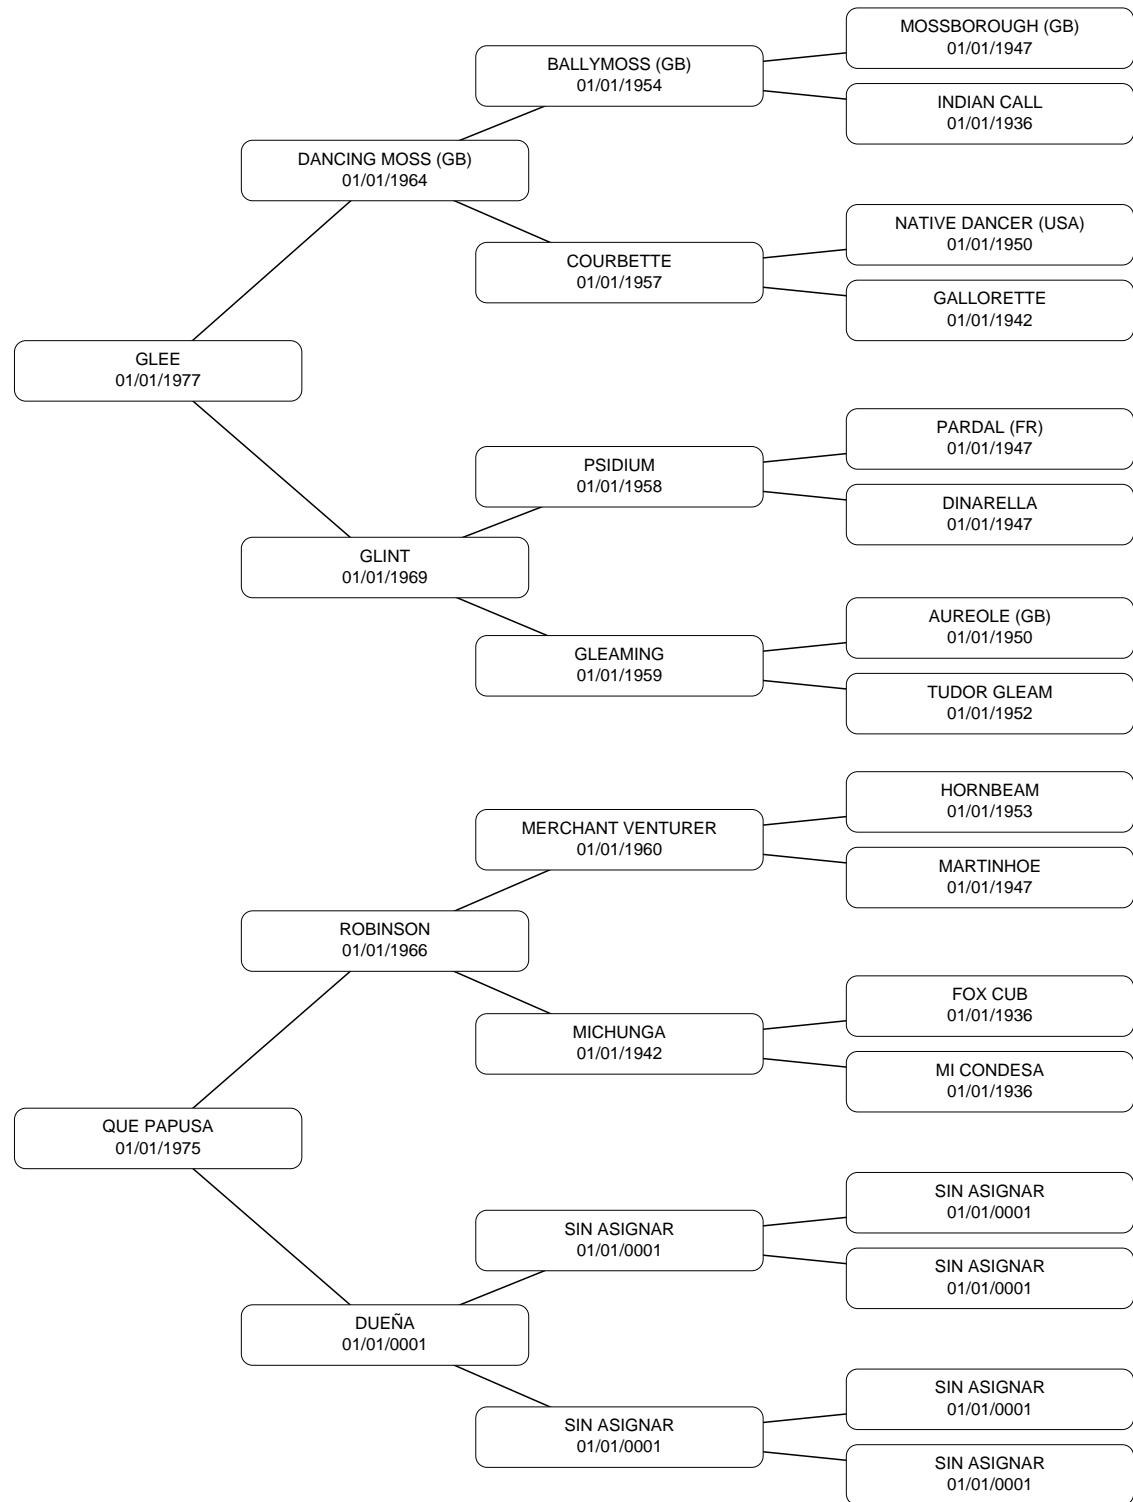 MOSSBOROUGH (GB)
01/01/1947
BALLYMOSS (GB)
01/01/1954
INDIAN CALL
01/01/1936
DANCING MOSS (GB)
01/01/1964
NATIVE DANCER (USA)
01/01/1950
COURBETTE
01/01/1957
GALLORETTE
01/01/1942
GLEE
01/01/1977
PARDAL (FR)
01/01/1947
PSIDIUM
01/01/1958
DINARELLA
01/01/1947
GLINT
01/01/1969
AUREOLE (GB)
01/01/1950
GLEAMING
01/01/1959
TUDOR GLEAM
01/01/1952
HORNBEAM
01/01/1953
MERCHANT VENTURER
01/01/1960
MARTINHOE
01/01/1947
ROBINSON
01/01/1966
FOX CUB
01/01/1936
MICHUNGA
01/01/1942
MI CONDESA
01/01/1936
QUE PAPUSA
01/01/1975
SIN ASIGNAR
01/01/0001
SIN ASIGNAR
01/01/0001
SIN ASIGNAR
01/01/0001
DUEÑA
01/01/0001
SIN ASIGNAR
01/01/0001
SIN ASIGNAR
01/01/0001
SIN ASIGNAR
01/01/0001